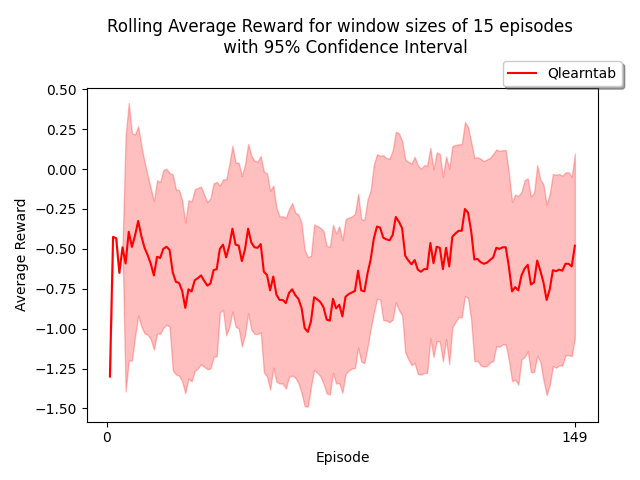 Rolling Average Reward for window sizes of 15 episodes
with 95% Confidence Interval
Qlearntab
0.50
0.25
0.00
−0.25
−0.50
−0.75
−1.00
−1.25
−1.50
Average Reward
0 149
Episode